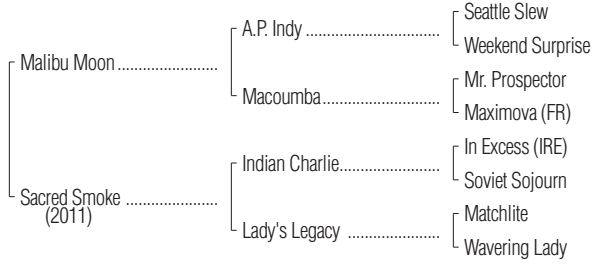 Seattle Slew
A.P. Indy ........................
Weekend Surprise
Malibu Moon ........................
Mr. Prospector
Macoumba ........................
Maximova (FR)
In Excess (IRE)
Indian Charlie ........................
Soviet Sojourn
Sacred Smoke ........................
(2011)
Matchlite
Lady's Legacy ........................
Wavering Lady